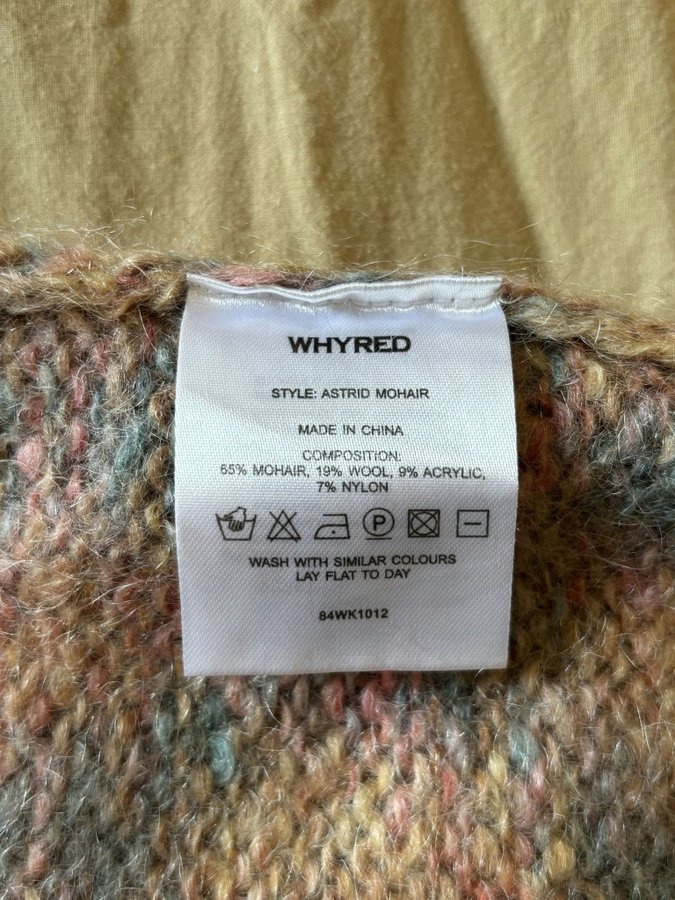 WHYRED
STYLE: ASTRID MOHAIR
MADE IN CHINA
COMPOSITION:
65% MOHAIR, 19% WOOL, 9% ACRYLIC,
7% NYLON
P
WASH WITH SIMILAR COLOURS
LAY FLAT TO DAY
84WK1012